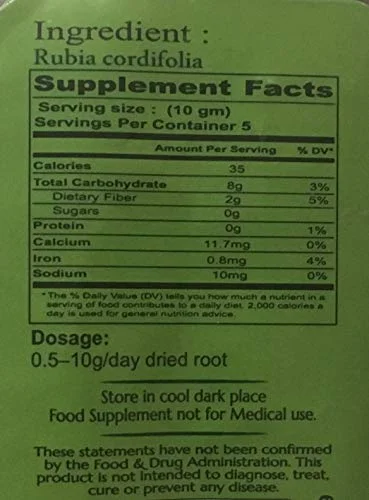 Ingredient :
Rubia cordifolia
Supplement Facts
Serving size : (10 gm)
Servings Per Container 5
Amount Per Serving % DV*
Calories 35
Total Carbohydrate 8g 3%
Dietary Fiber 2g 5%
Sugars 0g
Protein 0g 1%
Calcium 11.7mg 0%
Iron 0.8mg 4%
Sodium 10mg 0%
* The % Daily Value (DV) tells you how much a nutrient in a
serving of food contributes to a daily diet. 2,000 calories a
day is used for general nutrition advice.
Dosage:
0.5–10g/day dried root
Store in cool dark place
Food Supplement not for Medical use.
These statements have not been confirmed
by the Food & Drug Administration. This
product is not Intended to diagnose, treat,
cure or prevent any disease.